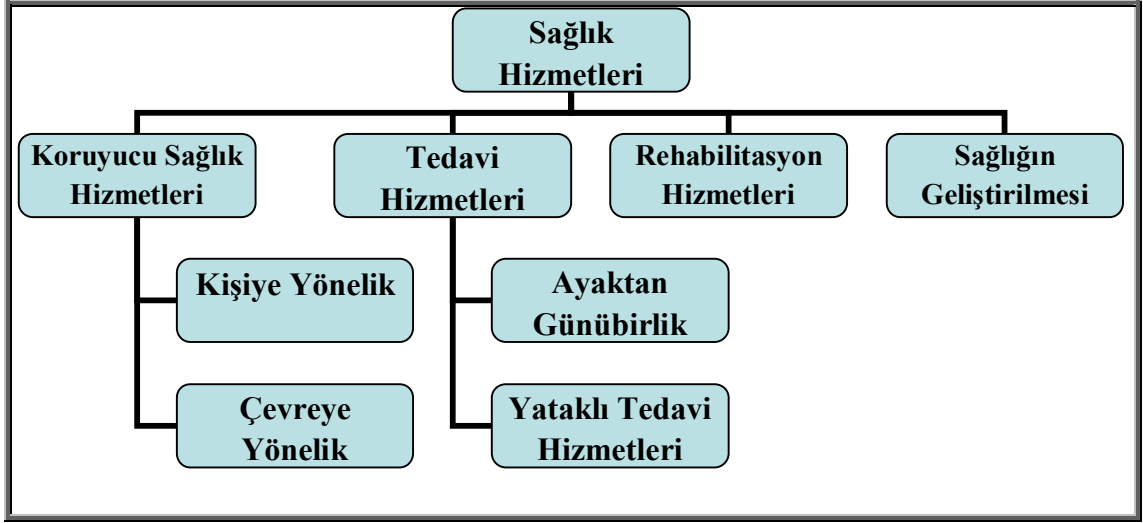 Sağlık
Hizmetleri
Koruyucu Sağlık
Hizmetleri
Tedavi
Hizmetleri
Rehabilitasyon
Hizmetleri
Sağlığın
Geliştirilmesi
Kişiye Yönelik
Ayaktan
Günübirlik
Çevreye
Yönelik
Yataklı Tedavi
Hizmetleri